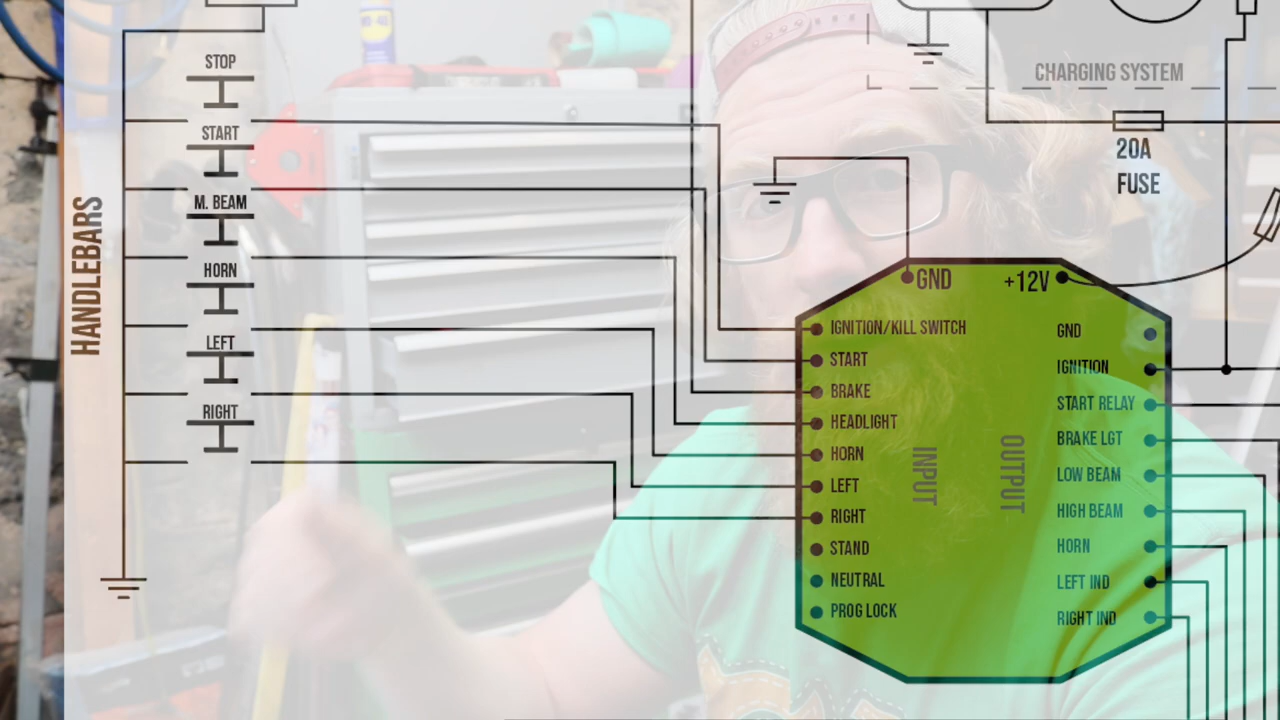 STOP
START
M. BEAM
HORN
LEFT
RIGHT
HANDLEBARS
CHARGING SYSTEM
20A
FUSE
GND
+12V
IGNITION/KILL SWITCH
START
BRAKE
HEADLIGHT
HORN
LEFT
RIGHT
STAND
NEUTRAL
PROG LOCK
INPUT
OUTPUT
GND
IGNITION
START RELAY
BRAKE LGT
LOW BEAM
HIGH BEAM
HORN
LEFT IND
RIGHT IND